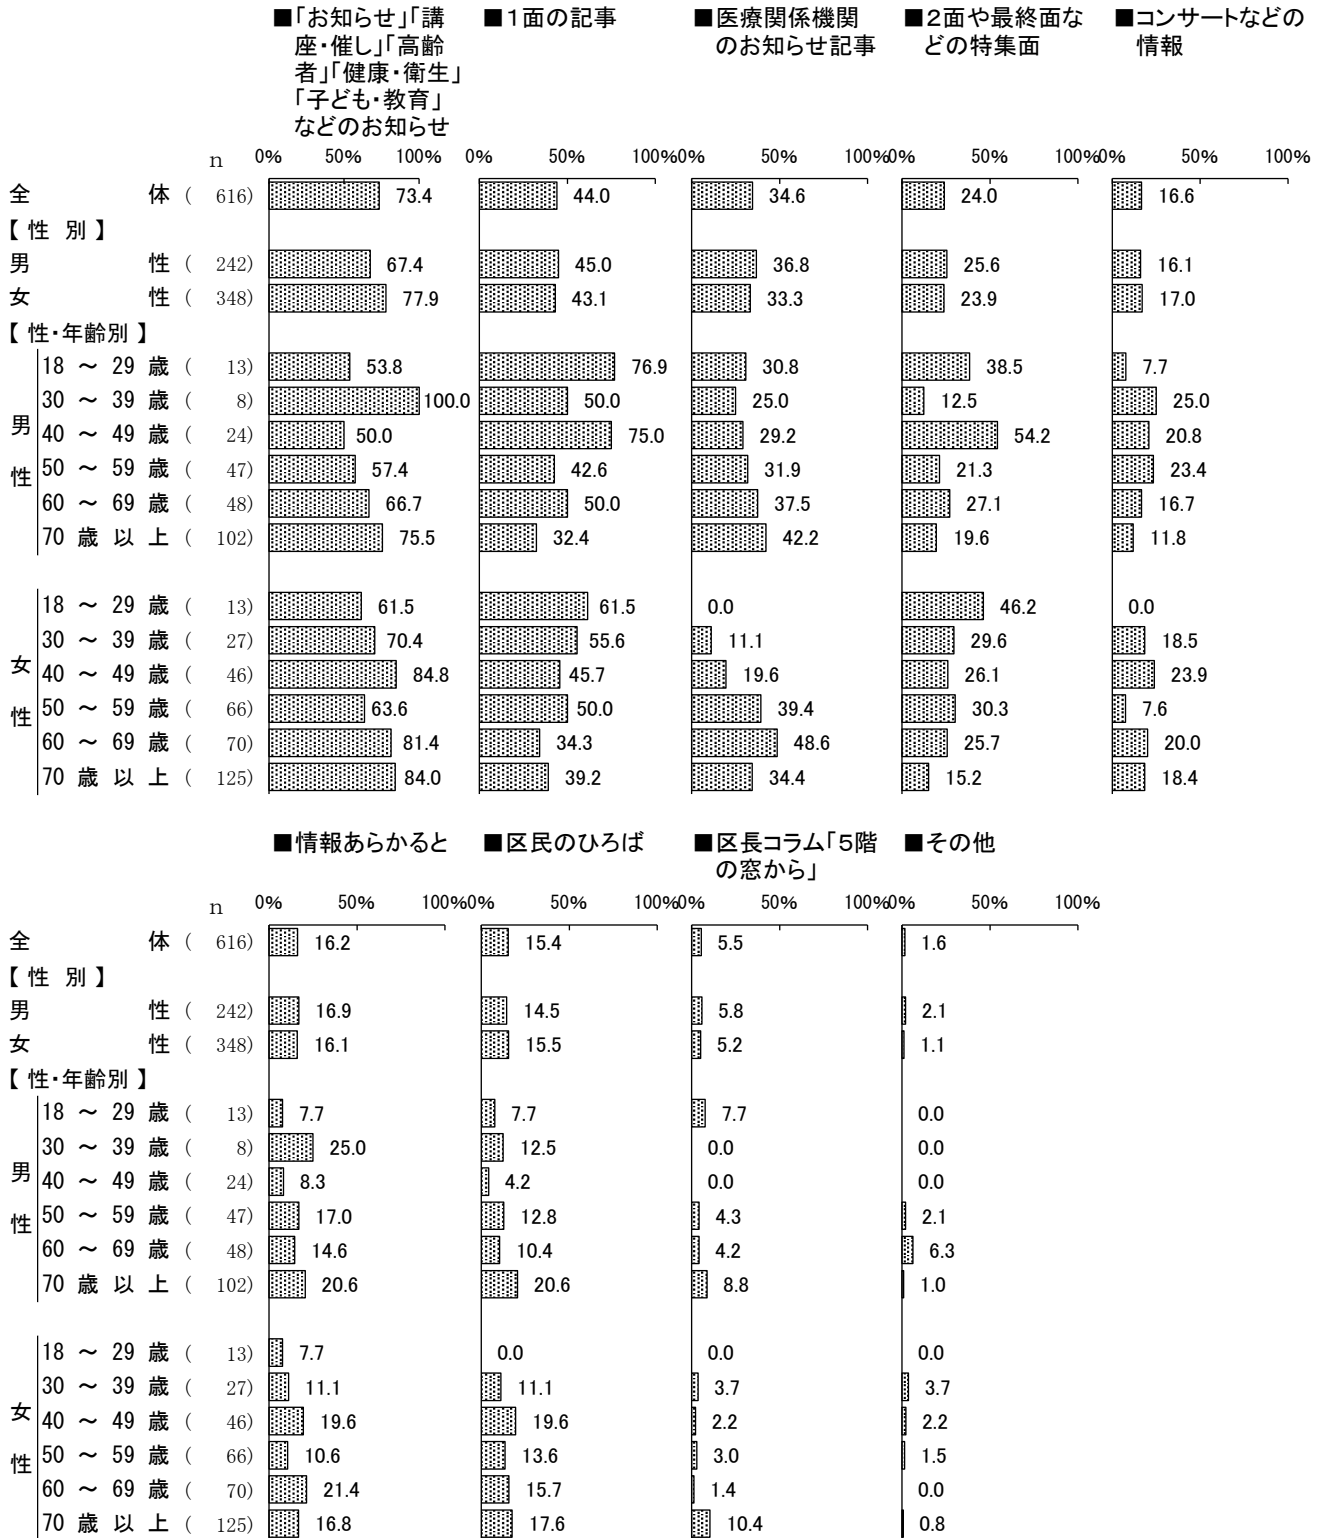 ■「お知らせ」「講座・催し」「高齢者」「健康・衛生」「子ども・教育」などのお知らせ ■1面の記事 ■医療関係機関のお知らせ記事 ■2面や最終面などの特集面 ■コンサートなどの情報
n 0% 50% 100% 0% 50% 100% 0% 50% 100% 0% 50% 100% 0% 50% 100%
全体 ( 616) 73.4 44.0 34.6 24.0 16.6
【 性 別 】
男性 ( 242) 67.4 45.0 36.8 25.6 16.1
女性 ( 348) 77.9 43.1 33.3 23.9 17.0
【 性・年齢別 】
男性
18 ～ 29 歳 ( 13) 53.8 76.9 30.8 38.5 7.7
30 ～ 39 歳 ( 8) 100.0 50.0 25.0 12.5 25.0
40 ～ 49 歳 ( 24) 50.0 75.0 29.2 54.2 20.8
50 ～ 59 歳 ( 47) 57.4 42.6 31.9 21.3 23.4
60 ～ 69 歳 ( 48) 66.7 50.0 37.5 27.1 16.7
70 歳 以 上 ( 102) 75.5 32.4 42.2 19.6 11.8
女性
18 ～ 29 歳 ( 13) 61.5 61.5 0.0 46.2 0.0
30 ～ 39 歳 ( 27) 70.4 55.6 11.1 29.6 18.5
40 ～ 49 歳 ( 46) 84.8 45.7 19.6 26.1 23.9
50 ～ 59 歳 ( 66) 63.6 50.0 39.4 30.3 7.6
60 ～ 69 歳 ( 70) 81.4 34.3 48.6 25.7 20.0
70 歳 以 上 ( 125) 84.0 39.2 34.4 15.2 18.4
■情報あらかると ■区民のひろば ■区長コラム「5階の窓から」 ■その他
n 0% 50% 100% 0% 50% 100% 0% 50% 100% 0% 50% 100%
全体 ( 616) 16.2 15.4 5.5 1.6
【 性 別 】
男性 ( 242) 16.9 14.5 5.8 2.1
女性 ( 348) 16.1 15.5 5.2 1.1
【 性・年齢別 】
男性
18 ～ 29 歳 ( 13) 7.7 7.7 7.7 0.0
30 ～ 39 歳 ( 8) 25.0 12.5 0.0 0.0
40 ～ 49 歳 ( 24) 8.3 4.2 0.0 0.0
50 ～ 59 歳 ( 47) 17.0 12.8 4.3 2.1
60 ～ 69 歳 ( 48) 14.6 10.4 4.2 6.3
70 歳 以 上 ( 102) 20.6 20.6 8.8 1.0
女性
18 ～ 29 歳 ( 13) 7.7 0.0 0.0 0.0
30 ～ 39 歳 ( 27) 11.1 11.1 3.7 3.7
40 ～ 49 歳 ( 46) 19.6 19.6 2.2 2.2
50 ～ 59 歳 ( 66) 10.6 13.6 3.0 1.5
60 ～ 69 歳 ( 70) 21.4 15.7 1.4 0.0
70 歳 以 上 ( 125) 16.8 17.6 10.4 0.8